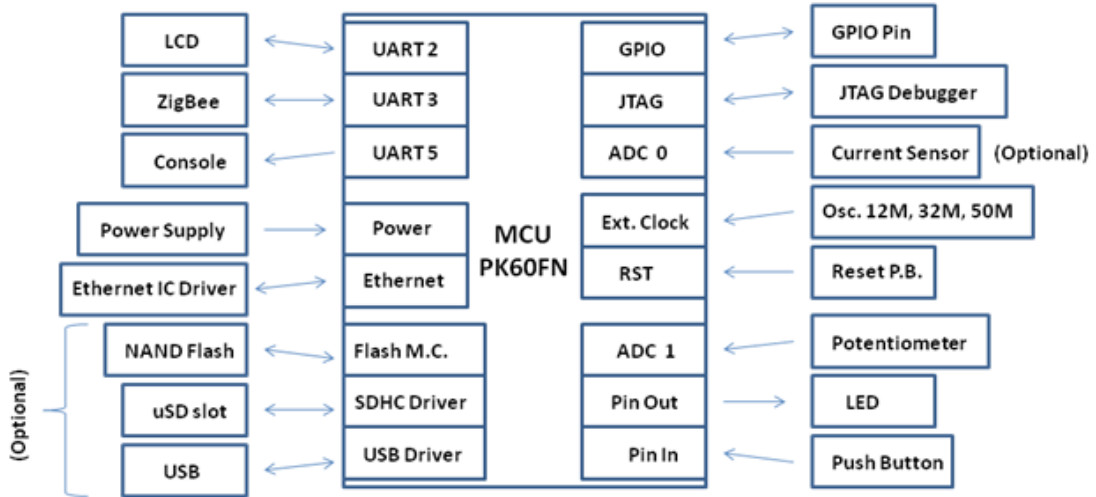 LCD
ZigBee
Console
Power Supply
Ethernet IC Driver
NAND Flash
uSD slot
USB
(Optional)
UART 2
UART 3
UART 5
Power
Ethernet
Flash M.C.
SDHC Driver
USB Driver
MCU
PK60FN
GPIO
JTAG
ADC 0
Ext. Clock
RST
ADC 1
Pin Out
Pin In
GPIO Pin
JTAG Debugger
Current Sensor (Optional)
Osc. 12M, 32M, 50M
Reset P.B.
Potentiometer
LED
Push Button